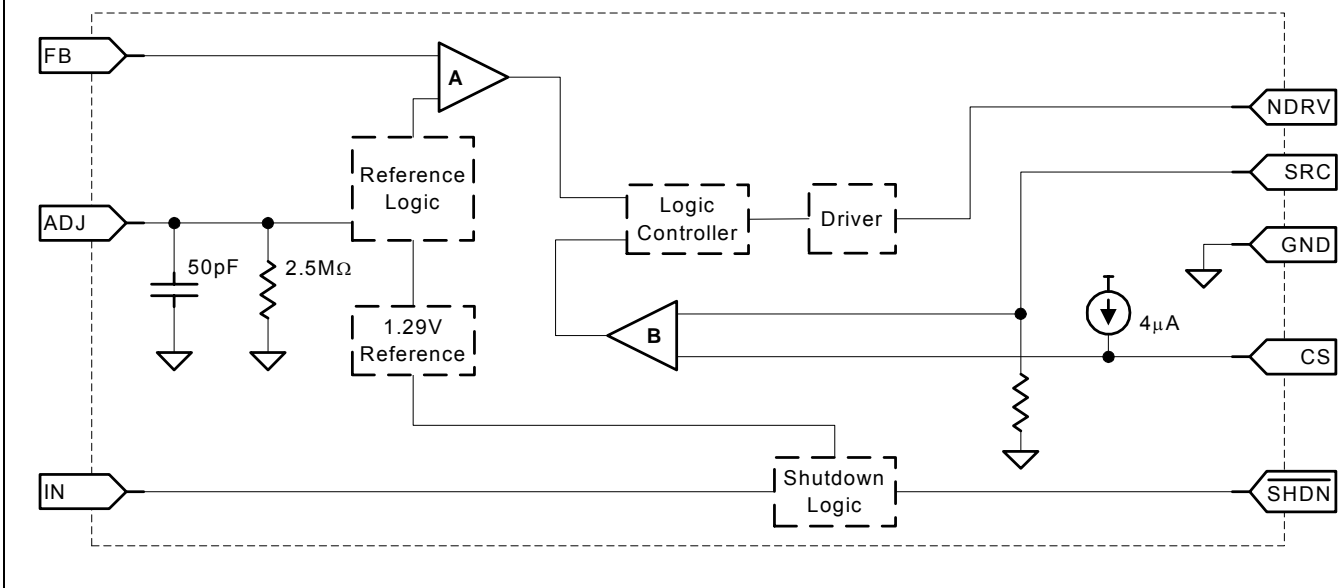 FB
A
NDRV
Reference
Logic
SRC
ADJ
Logic
Controller
Driver
GND
50pF
2.5MΩ
1.29V
Reference
B
4μA
CS
IN
Shutdown
Logic
SHDN